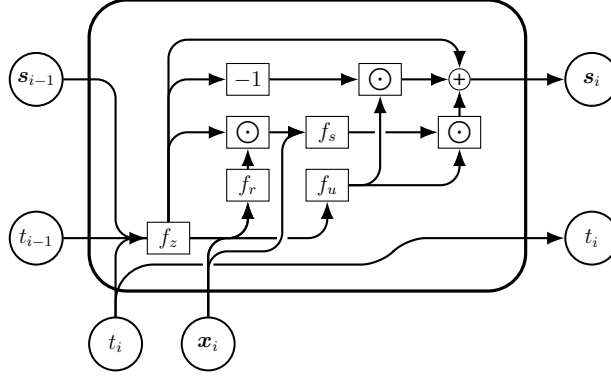 s_{i-1}
−1
⊙
+
s_i
⊙
f_s
⊙
f_r
f_u
t_{i-1}
f_z
t_i
t_i
x_i